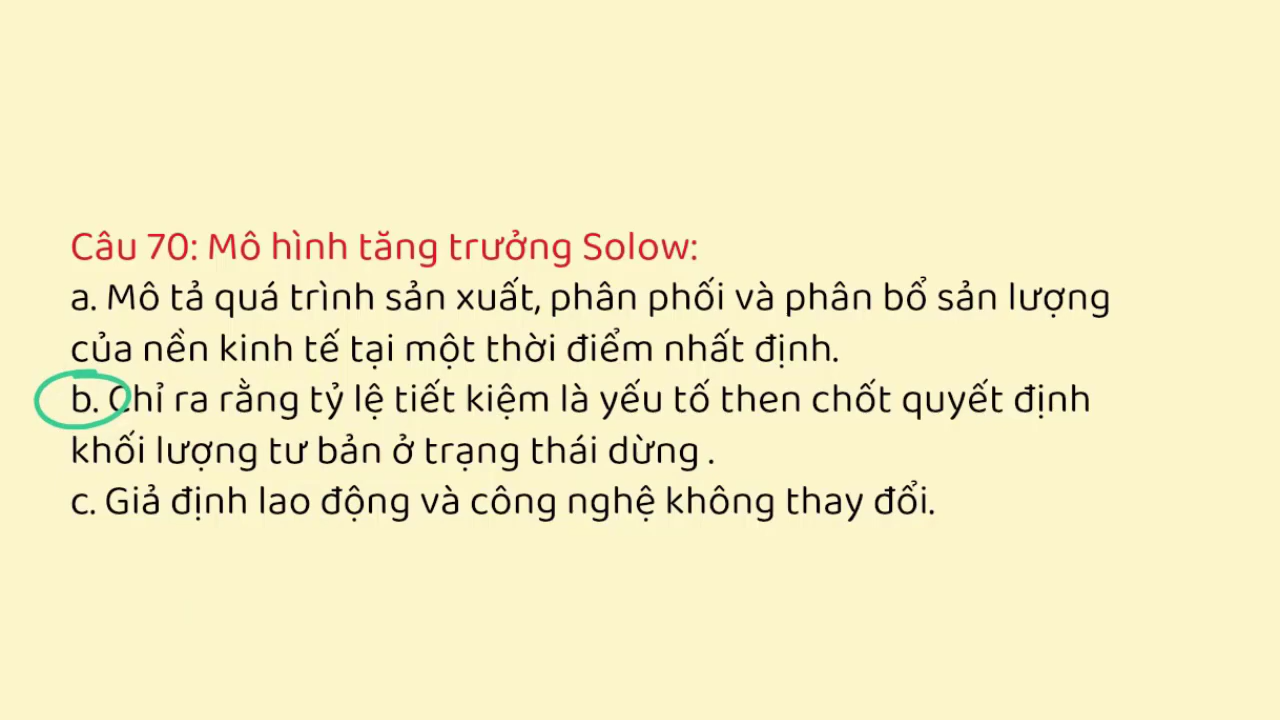 Câu 70: Mô hình tăng trưởng Solow:
a. Mô tả quá trình sản xuất, phân phối và phân bổ sản lượng
của nền kinh tế tại một thời điểm nhất định.
b. Chỉ ra rằng tỷ lệ tiết kiệm là yếu tố then chốt quyết định
khối lượng tư bản ở trạng thái dừng .
c. Giả định lao động và công nghệ không thay đổi.